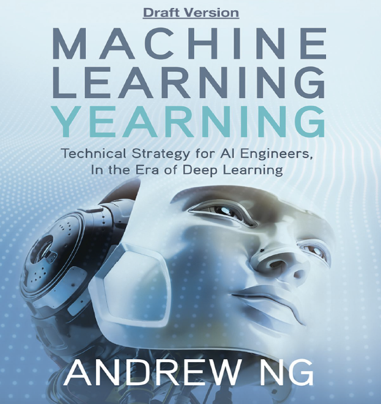 Draft Version
MACHINE
LEARNING
YEARNING
Technical Strategy for AI Engineers,
In the Era of Deep Learning
ANDREW NG